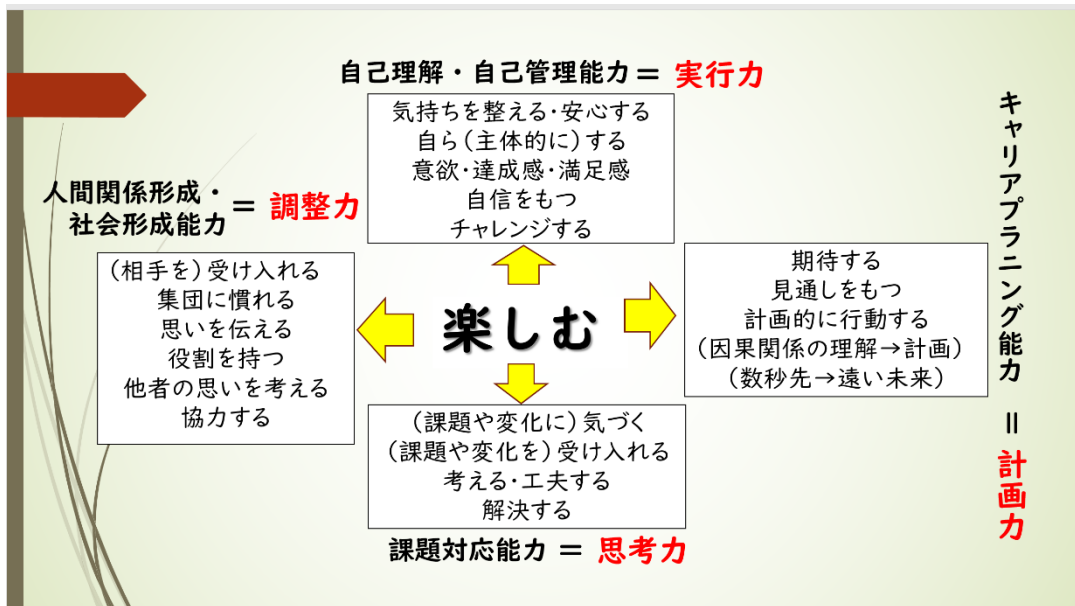 自己理解・自己管理能力＝ 実行力
気持ちを整える・安心する
自ら(主体的に)する
意欲・達成感・満足感
自信をもつ
チャレンジする
人間関係形成・
社会形成能力
＝ 調整力
(相手を)受け入れる
集団に慣れる
思いを伝える
役割を持つ
他者の思いを考える
協力する
楽しむ
期待する
見通しをもつ
計画的に行動する
(因果関係の理解→計画)
(数秒先→遠い未来)
キャリアプラニング能力 ＝ 計画力
(課題や変化に)気づく
(課題や変化を)受け入れる
考える・工夫する
解決する
課題対応能力 ＝ 思考力